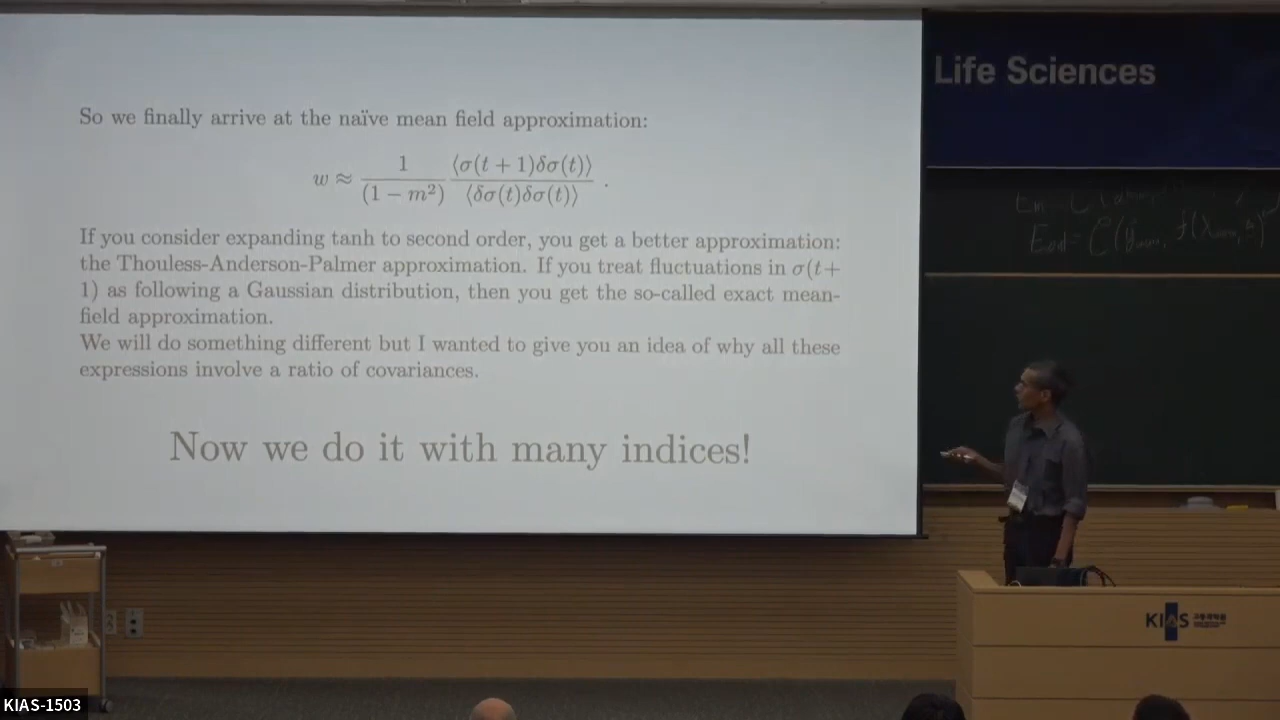 So we finally arrive at the naïve mean field approximation:
w ≈ 1/(1 − m²) ⟨σ(t + 1)δσ(t)⟩/⟨δσ(t)δσ(t)⟩ .
If you consider expanding tanh to second order, you get a better approximation:
the Thouless-Anderson-Palmer approximation. If you treat fluctuations in σ(t+
1) as following a Gaussian distribution, then you get the so-called exact mean-
field approximation.
We will do something different but I wanted to give you an idea of why all these
expressions involve a ratio of covariances.
Now we do it with many indices!
Life Sciences
KIAS
KIAS-1503